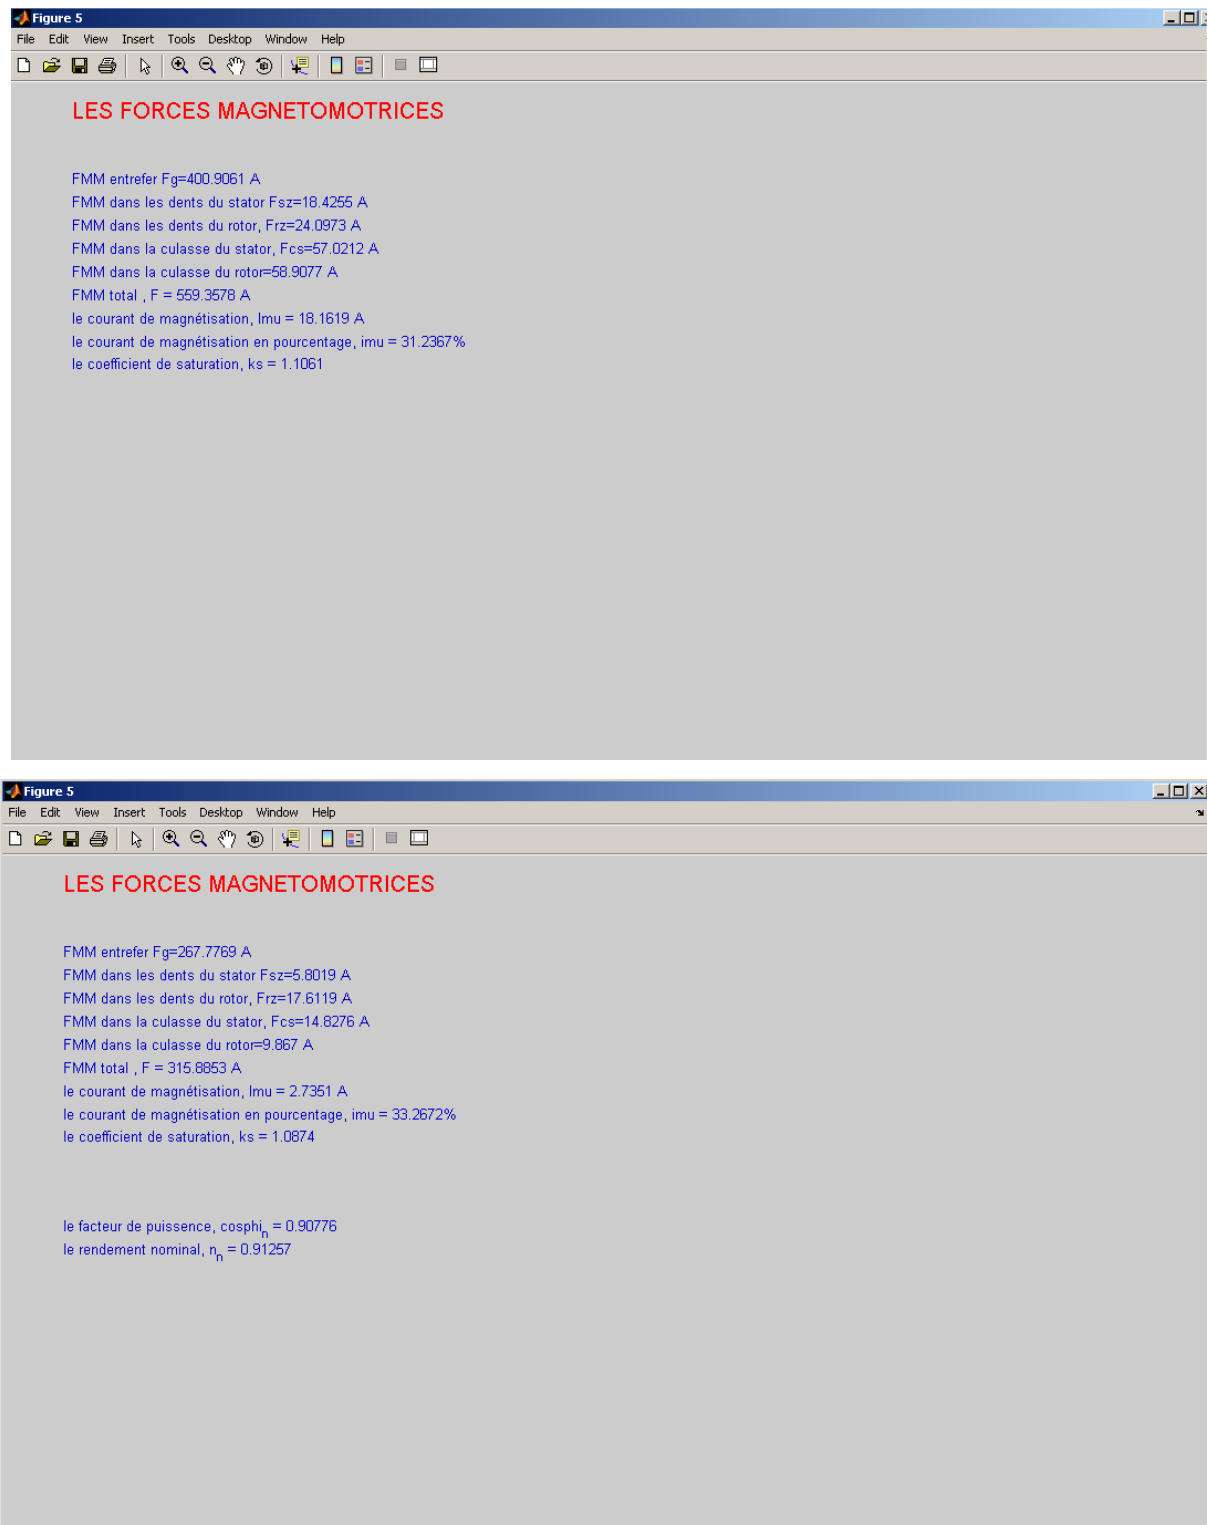 Figure 5
File Edit View Insert Tools Desktop Window Help
LES FORCES MAGNETOMOTRICES
FMM entrefer Fg=400.9061 A
FMM dans les dents du stator Fsz=18.4255 A
FMM dans les dents du rotor, Frz=24.0973 A
FMM dans la culasse du stator, Fcs=57.0212 A
FMM dans la culasse du rotor=58.9077 A
FMM total , F = 559.3578 A
le courant de magnétisation, Imu = 18.1619 A
le courant de magnétisation en pourcentage, imu = 31.2367%
le coefficient de saturation, ks = 1.1061
Figure 5
File Edit View Insert Tools Desktop Window Help
LES FORCES MAGNETOMOTRICES
FMM entrefer Fg=267.7769 A
FMM dans les dents du stator Fsz=5.8019 A
FMM dans les dents du rotor, Frz=17.6119 A
FMM dans la culasse du stator, Fcs=14.8276 A
FMM dans la culasse du rotor=9.867 A
FMM total , F = 315.8853 A
le courant de magnétisation, Imu = 2.7351 A
le courant de magnétisation en pourcentage, imu = 33.2672%
le coefficient de saturation, ks = 1.0874
le facteur de puissence, cosphi_n = 0.90776
le rendement nominal, n_n = 0.91257